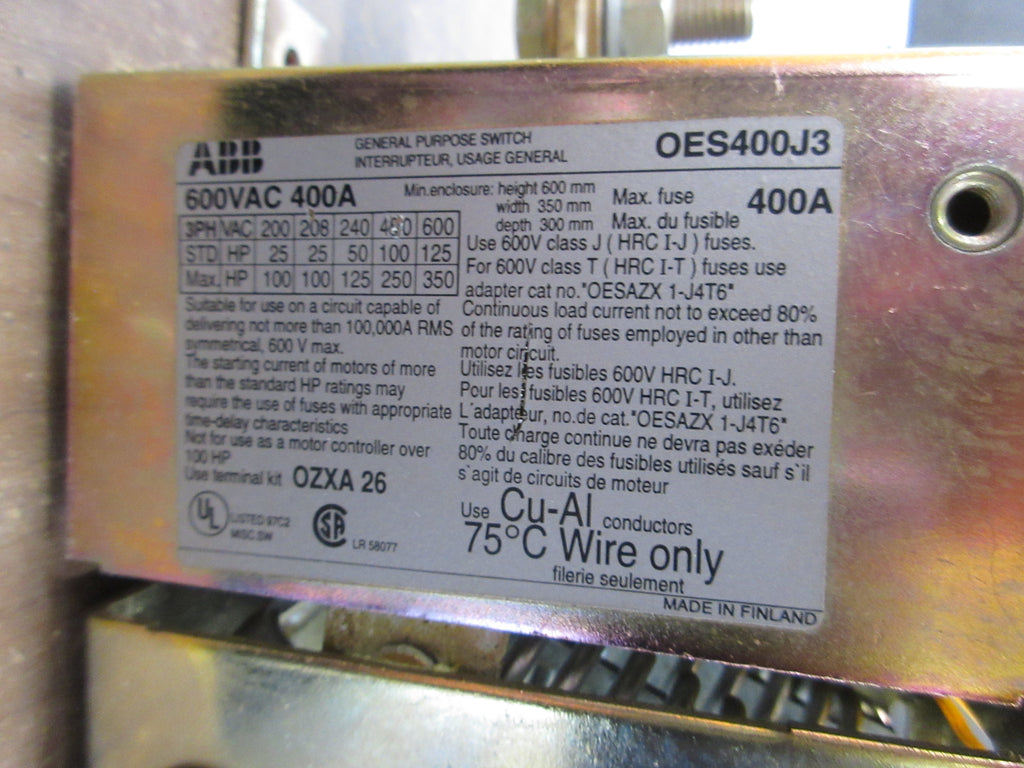 ABB
GENERAL PURPOSE SWITCH
INTERRUPTEUR, USAGE GENERAL
OES400J3
600VAC 400A
Min.enclosure: height 600 mm
width 350 mm
depth 300 mm
Max. fuse
Max. du fusible
400A
3PH VAC 200 208 240 480 600
STD HP 25 25 50 100 125
Max. HP 100 100 125 250 350
Suitable for use on a circuit capable of
delivering not more than 100,000A RMS
symmetrical, 600 V max.
The starting current of motors of more
than the standard HP ratings may
require the use of fuses with appropriate
time-delay characteristics
Not for use as a motor controller over
100 HP
Use terminal kit OZXA 26
UL LISTED 97C2
MISC.SW
SA LR 58077
Use 600V class J ( HRC I-J ) fuses.
For 600V class T ( HRC I-T ) fuses use
adapter cat no."OESAZX 1-J4T6"
Continuous load current not to exceed 80%
of the rating of fuses employed in other than
motor circuit.
Utilisez les fusibles 600V HRC I-J.
Pour les fusibles 600V HRC I-T, utilisez
L´adapteur, no.de cat."OESAZX 1-J4T6"
Toute charge continue ne devra pas exéder
80% du calibre des fusibles utilisés sauf s´il
s´agit de circuits de moteur
Use Cu-Al conductors
75°C Wire only
filerie seulement
MADE IN FINLAND